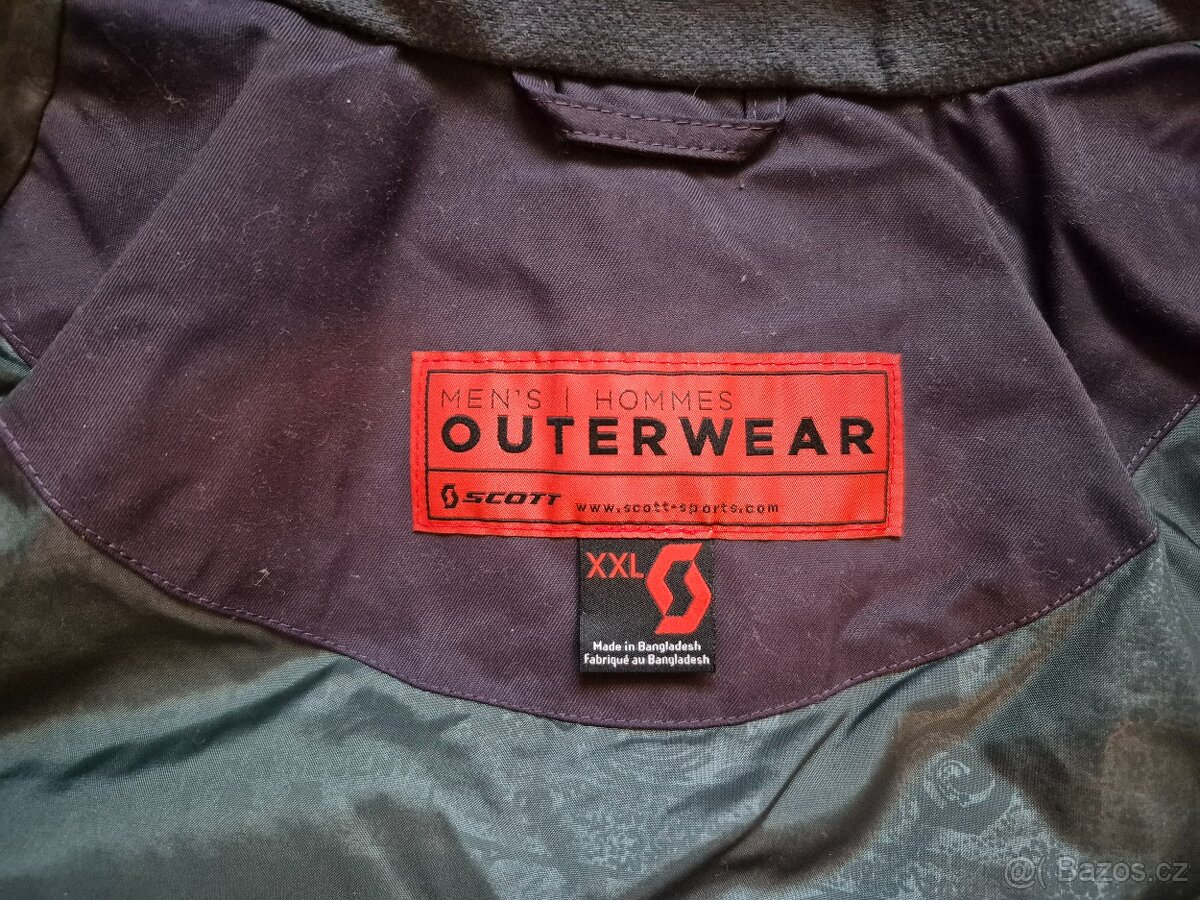 MEN'S | HOMMES
OUTERWEAR
SCOTT www.scott-sports.com
XXL
Made in Bangladesh
Fabriqué au Bangladesh
@( Bazos.cz